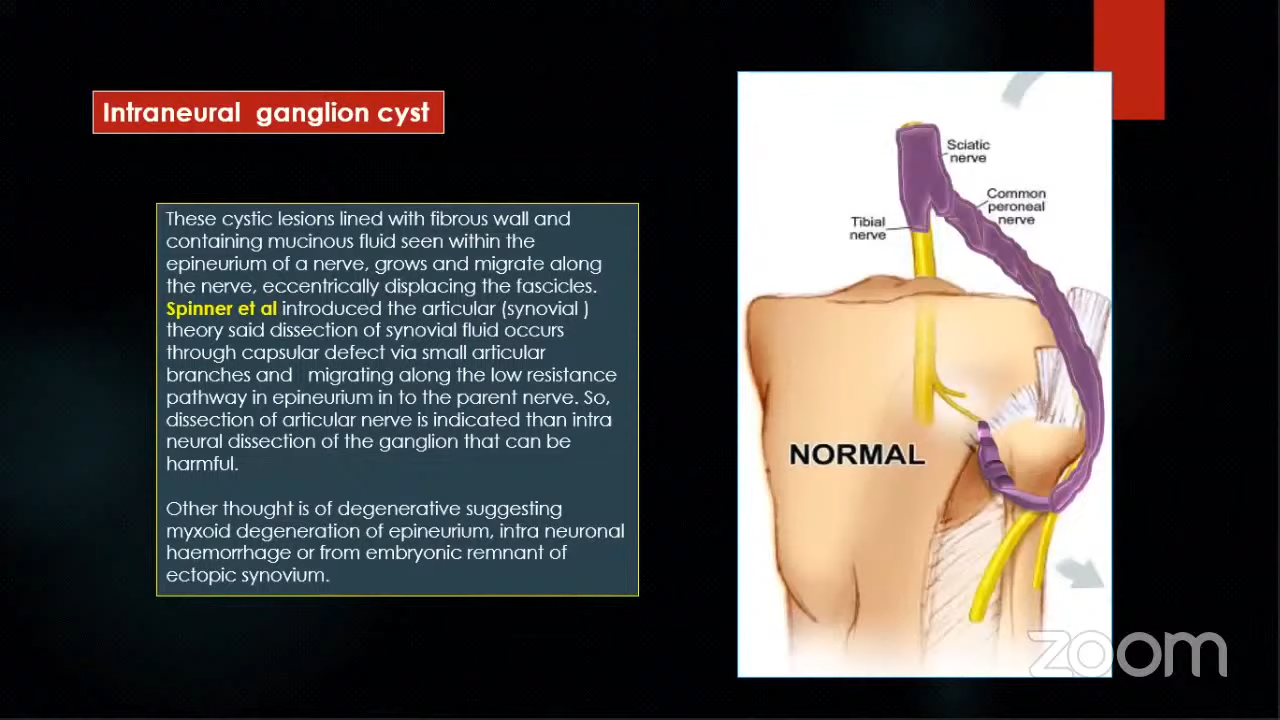 Intraneural ganglion cyst
These cystic lesions lined with fibrous wall and
containing mucinous fluid seen within the
epineurium of a nerve, grows and migrate along
the nerve, eccentrically displacing the fascicles.
Spinner et al introduced the articular (synovial )
theory said dissection of synovial fluid occurs
through capsular defect via small articular
branches and migrating along the low resistance
pathway in epineurium in to the parent nerve. So,
dissection of articular nerve is indicated than intra
neural dissection of the ganglion that can be
harmful.
Other thought is of degenerative suggesting
myxoid degeneration of epineurium, intra neuronal
haemorrhage or from embryonic remnant of
ectopic synovium.
Sciatic
nerve
Common
peroneal
nerve
Tibial
nerve
NORMAL
zoom